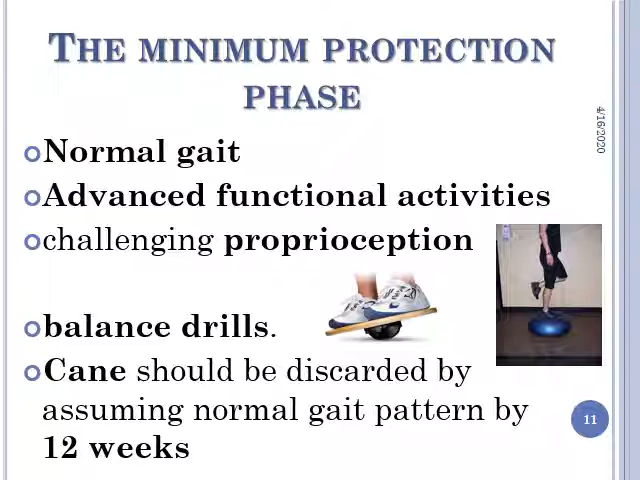 THE MINIMUM PROTECTION
PHASE
4/16/2020
Normal gait
Advanced functional activities
challenging proprioception
balance drills.
Cane should be discarded by
assuming normal gait pattern by
12 weeks
11